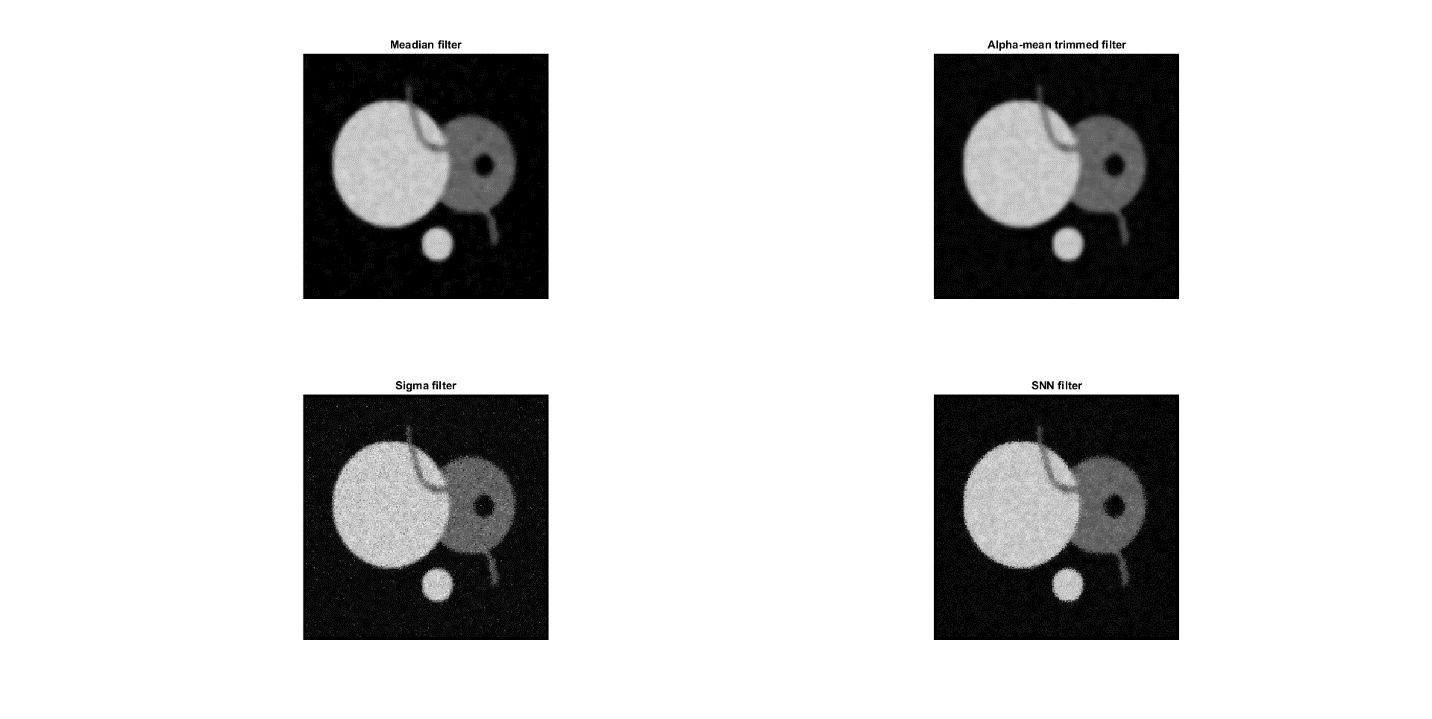 Meadian filter
Alpha-mean trimmed filter
Sigma filter
SNN filter